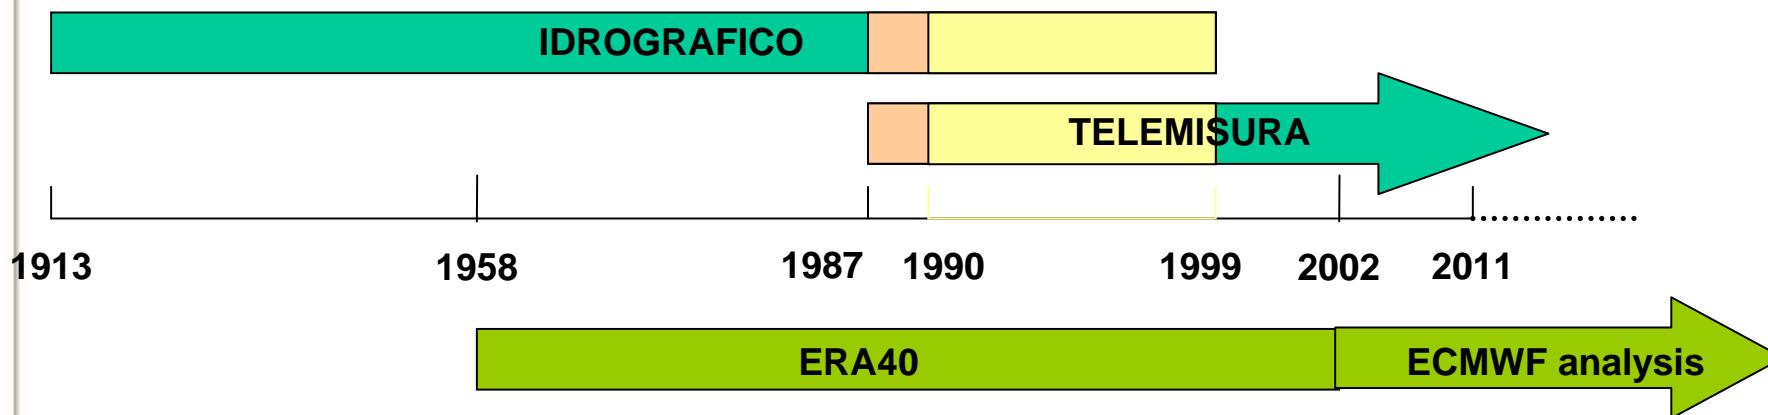 IDROGRAFICO
TELEMISURA
1913 1958 1987 1990 1999 2002 2011
ERA40 ECMWF analysis